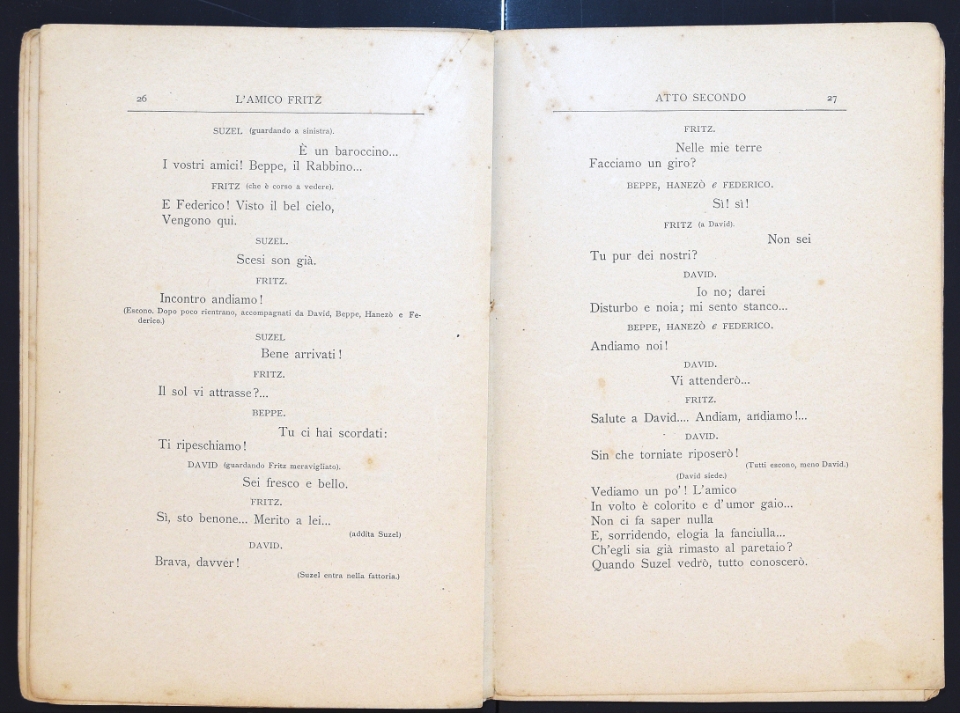 26 L'AMICO FRITZ
SUZEL (guardando a sinistra).
È un baroccino...
I vostri amici! Beppe, il Rabbino...
FRITZ (che è corso a vedere).
E Federico! Visto il bel cielo,
Vengono qui.
SUZEL.
Scesi son già.
FRITZ.
Incontro andiamo!
(Escono. Dopo poco rientrano, accompagnati da David, Beppe, Hanezò e Fe-
derico.)
SUZEL
Bene arrivati!
FRITZ.
Il sol vi attrasse?...
BEPPE.
Tu ci hai scordati:
Ti ripeschiamo!
DAVID (guardando Fritz meravigliato).
Sei fresco e bello.
FRITZ.
Sì, sto benone... Merito a lei...
(addita Suzel)
DAVID.
Brava, davver!
(Suzel entra nella fattoria.)
ATTO SECONDO 27
FRITZ.
Nelle mie terre
Facciamo un giro?
BEPPE, HANEZÒ e FEDERICO.
Sì! sì!
FRITZ (a David).
Non sei
Tu pur dei nostri?
DAVID.
Io no; darei
Disturbo e noia; mi sento stanco...
BEPPE, HANEZÒ e FEDERICO.
Andiamo noi!
DAVID.
Vi attenderò...
FRITZ.
Salute a David.... Andiam, andiamo!...
DAVID.
Sin che torniate riposerò!
(Tutti escono, meno David.)
(David siede.)
Vediamo un po'! L'amico
In volto è colorito e d'umor gaio...
Non ci fa saper nulla
E, sorridendo, elogia la fanciulla...
Ch'egli sia già rimasto al paretaio?
Quando Suzel vedrò, tutto conoscerò.